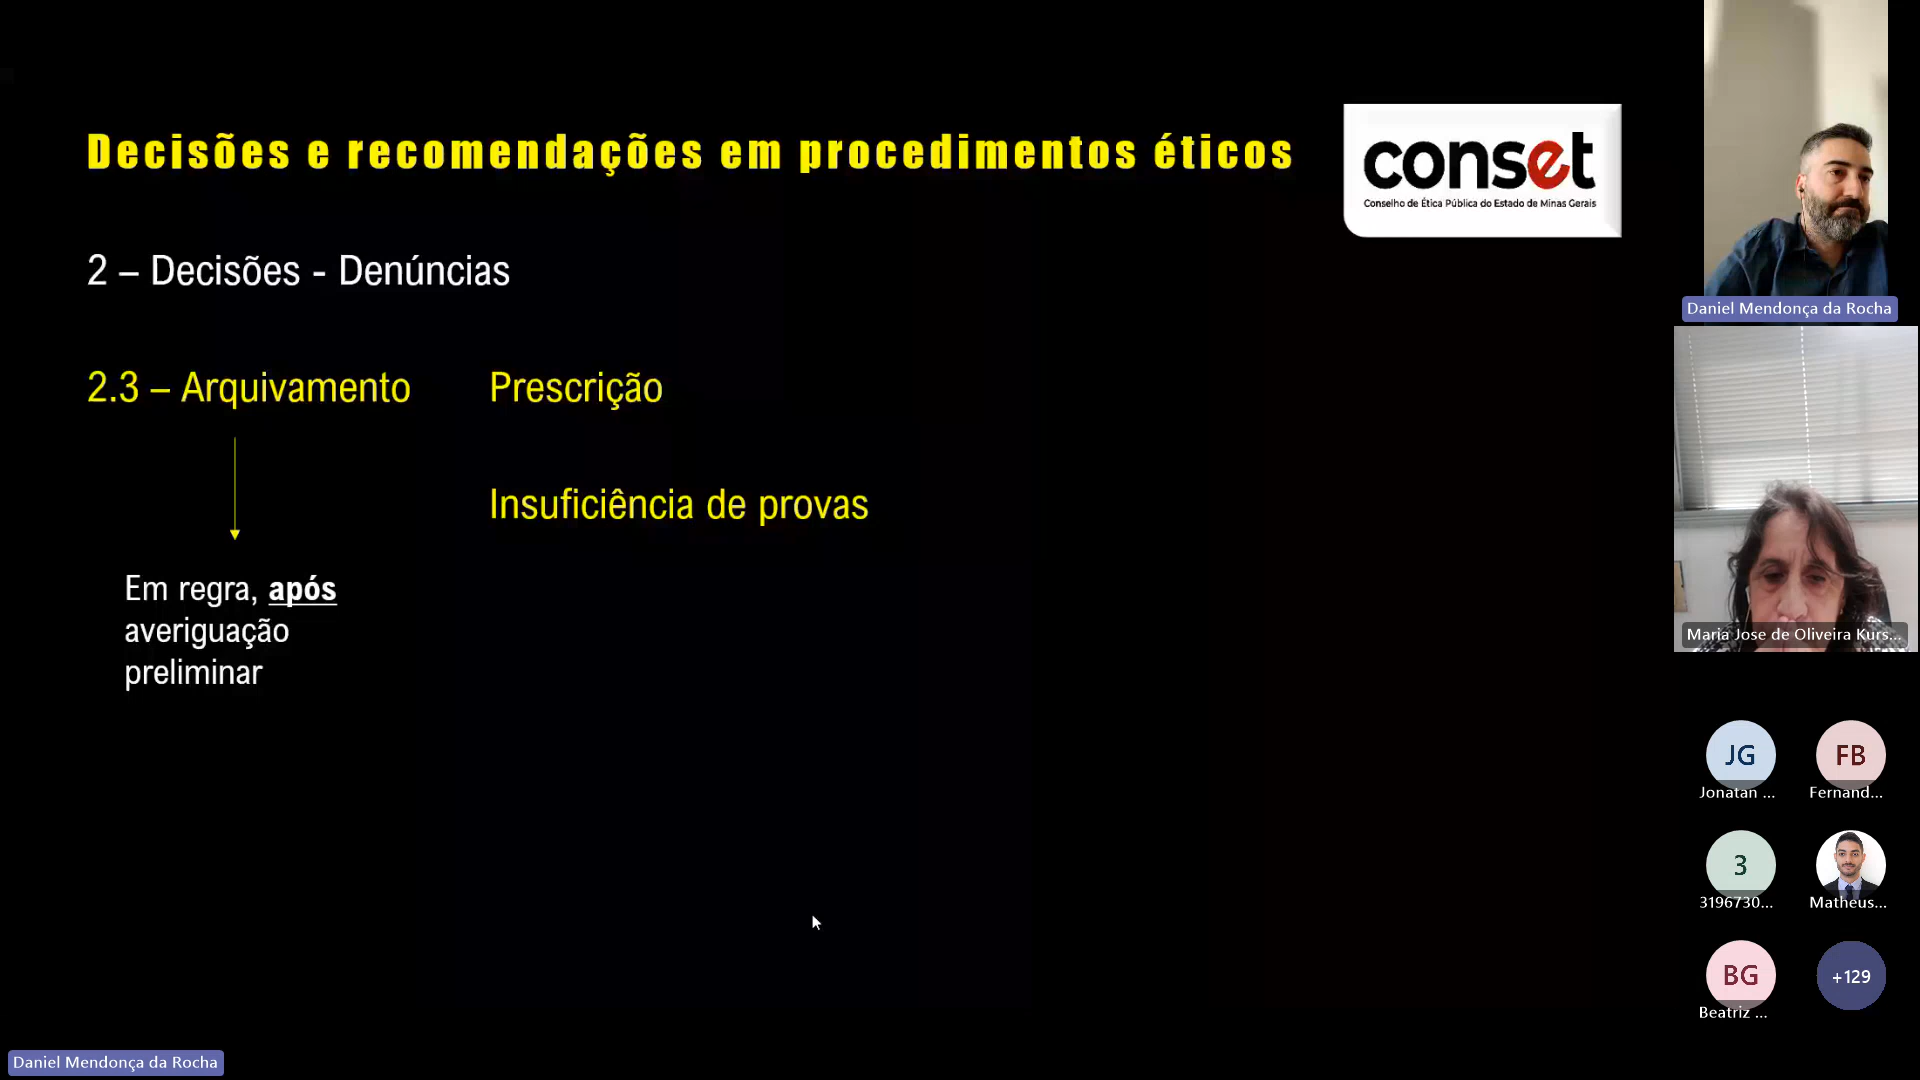 Decisões e recomendações em procedimentos éticos
conset
Conselho de Ética Pública do Estado de Minas Gerais
2 – Decisões - Denúncias
2.3 – Arquivamento
Prescrição
Insuficiência de provas
Em regra, após
averiguação
preliminar
Daniel Mendonça da Rocha
Maria Jose de Oliveira Kurs...
JG
Jonatan ...
FB
Fernand...
3
3196730...
Matheus...
BG
Beatriz ...
+129
Daniel Mendonça da Rocha